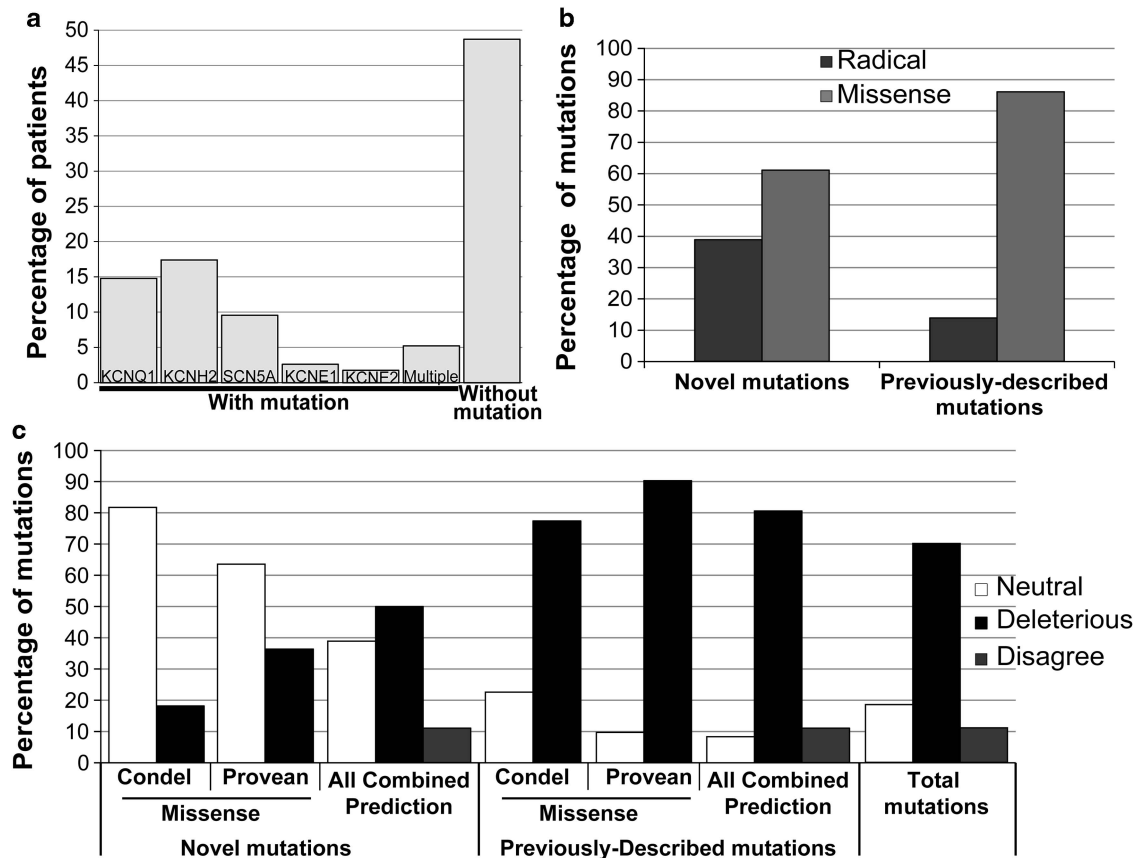 a
Percentage of patients
50
45
40
35
30
25
20
15
10
5
0
KCNQ1 KCNH2 SCN5A KCNE1 KCNE2 Multiple
With mutation
Without
mutation
b
Percentage of mutations
100
90
80
70
60
50
40
30
20
10
0
Radical
Missense
Novel mutations
Previously-described
mutations
c
Percentage of mutations
100
90
80
70
60
50
40
30
20
10
0
Neutral
Deleterious
Disagree
Condel Provean All Combined
Prediction
Missense
Novel mutations
Condel Provean All Combined
Prediction
Missense
Previously-Described mutations
Total
mutations